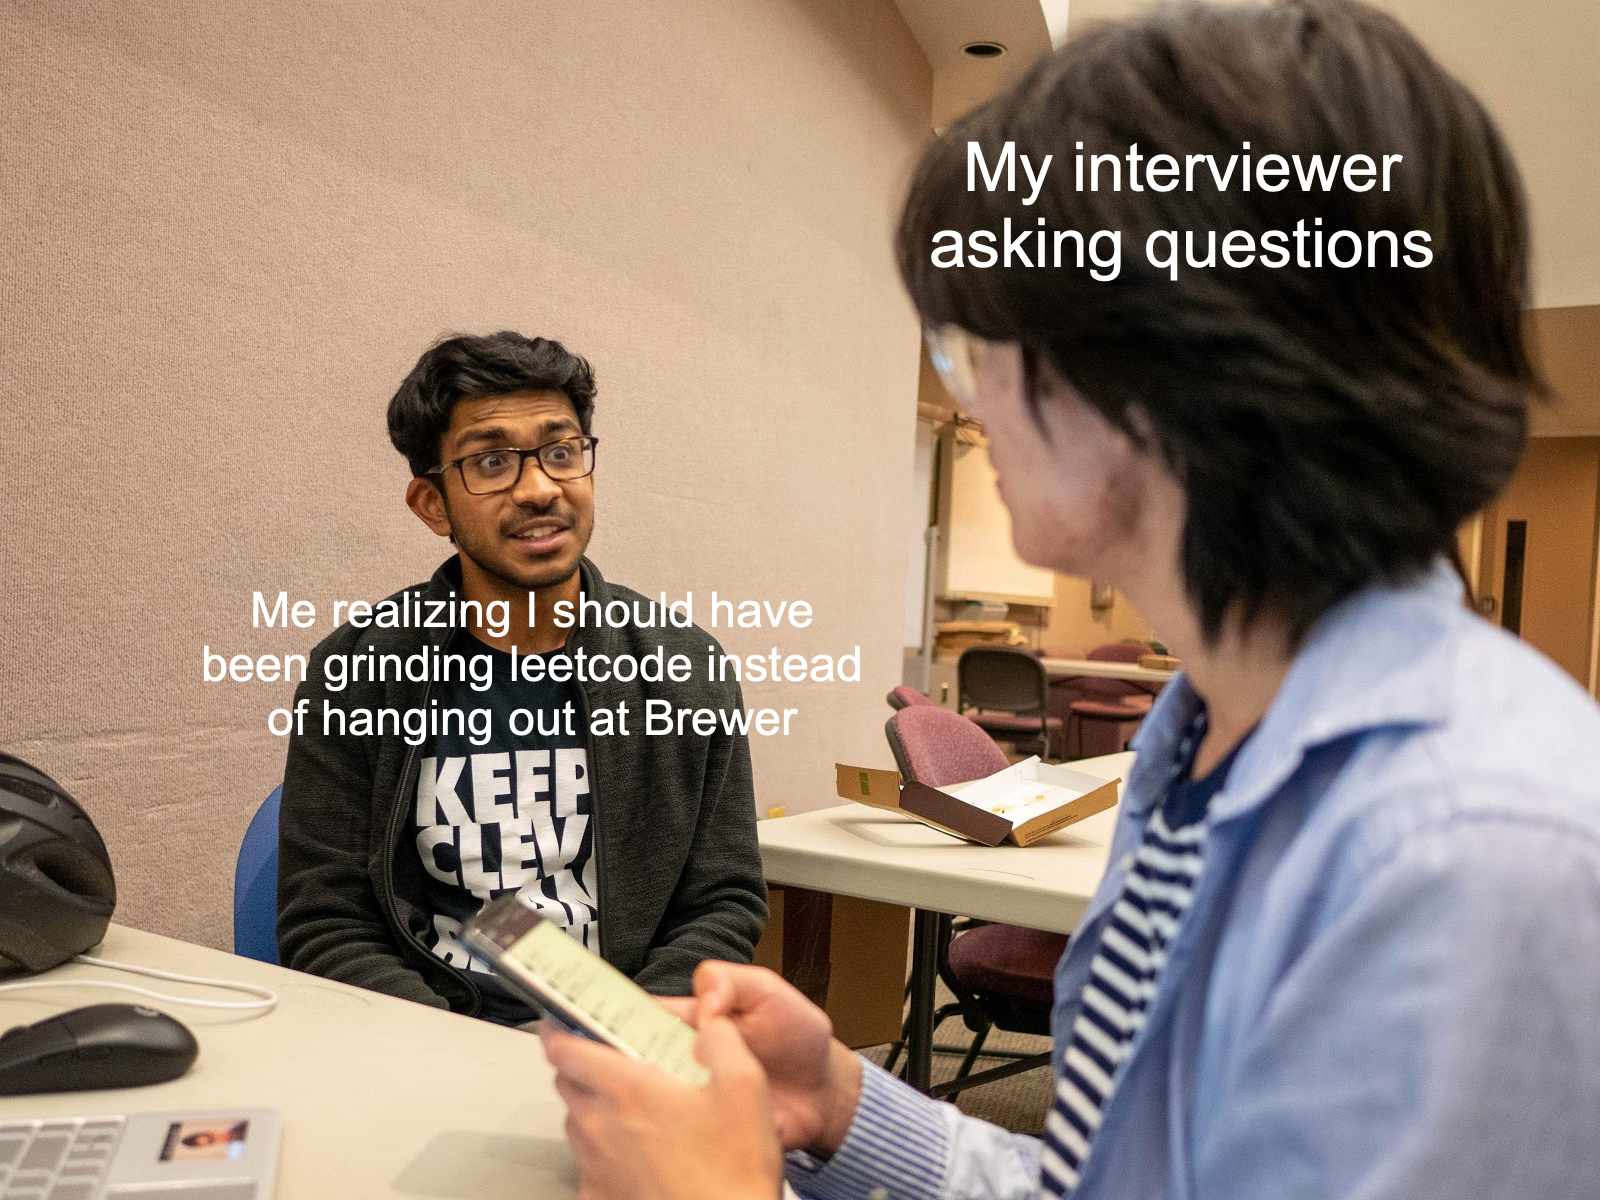 My interviewer
asking questions
Me realizing I should have
been grinding leetcode instead
of hanging out at Brewer
KEEP